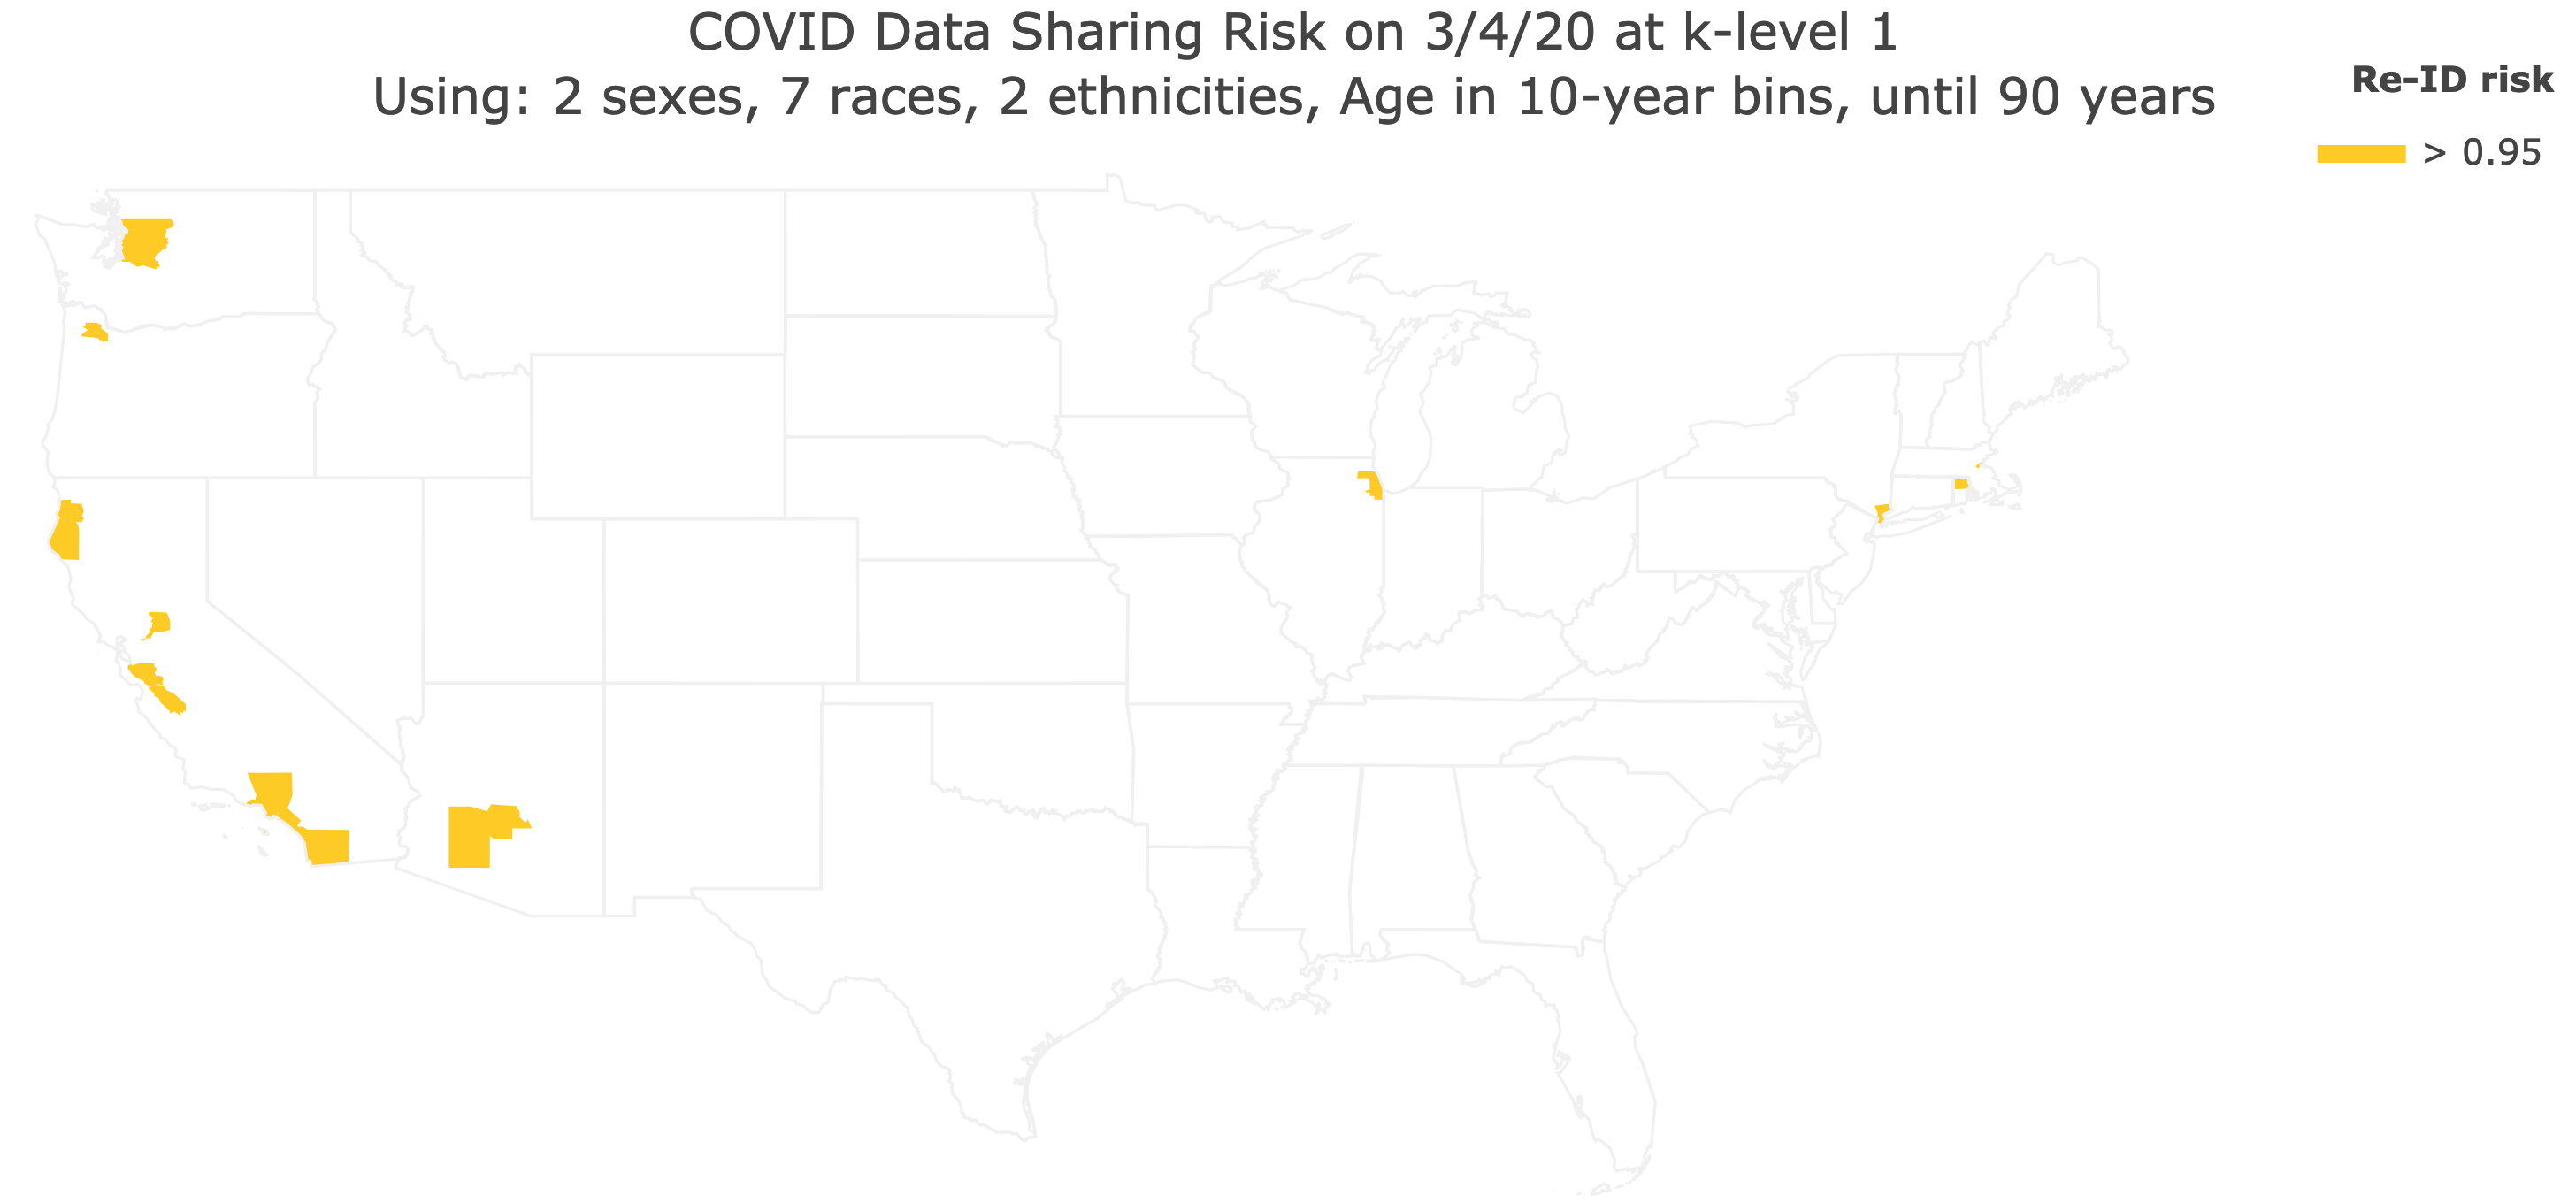 COVID Data Sharing Risk on 3/4/20 at k-level 1
Using: 2 sexes, 7 races, 2 ethnicities, Age in 10-year bins, until 90 years
Re-ID risk
> 0.95